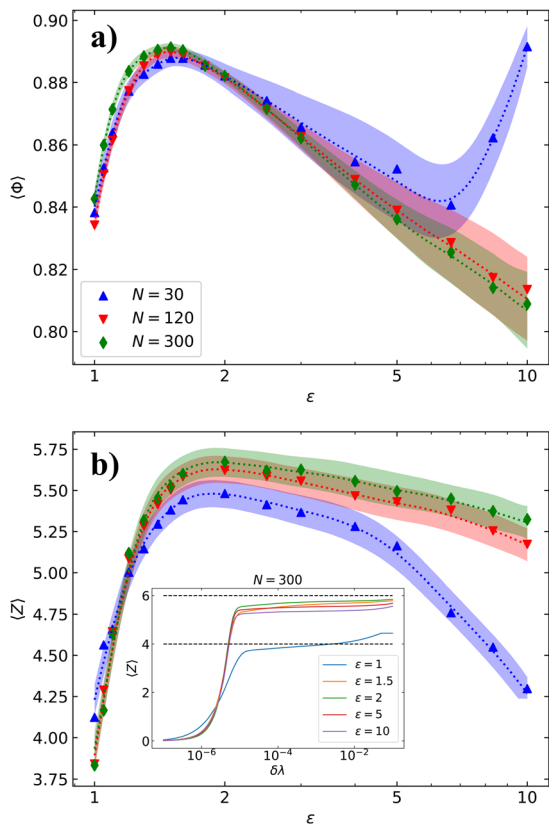 a)
0.90
0.88
0.86
0.84
0.82
0.80
⟨Φ⟩
N = 30
N = 120
N = 300
1
2
5
10
ε
b)
5.75
5.50
5.25
5.00
4.75
4.50
4.25
4.00
3.75
⟨Z⟩
N = 300
6
4
2
0
⟨Z⟩
ε = 1
ε = 1.5
ε = 2
ε = 5
ε = 10
10⁻⁶
10⁻⁴
10⁻²
δλ
1
2
5
10
ε